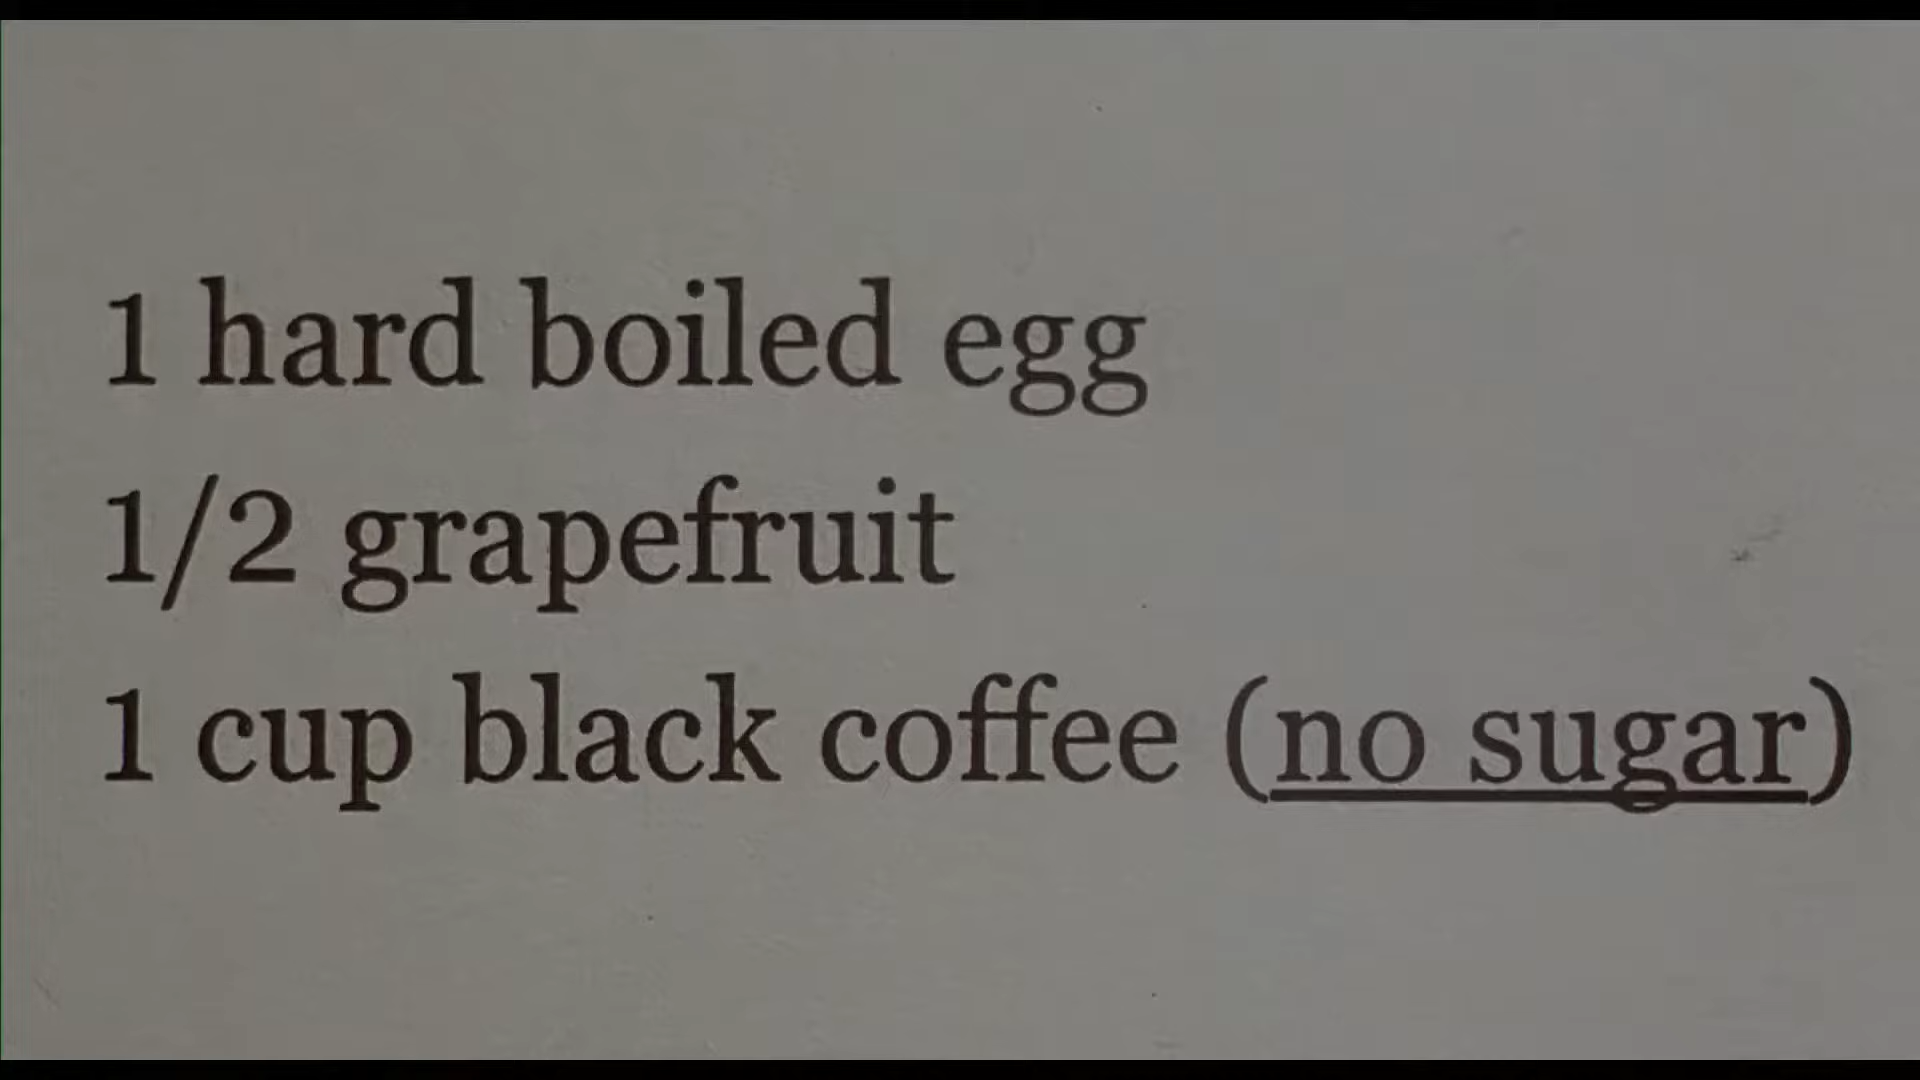 1 hard boiled egg
1/2 grapefruit
1 cup black coffee (no sugar)